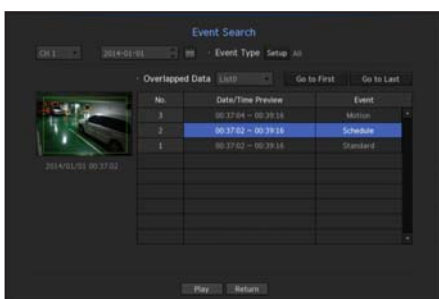 Event Search
CH 1 2014-01-01 Event Type Setup All
Overlapped Data List0 Go to First Go to Last
No. Date/Time Preview Event
3 00:37:04 ~ 00:39:16 Motion
2 00:37:02 ~ 00:39:16 Schedule
1 00:37:02 ~ 00:39:16 Standard
2014/01/01 00:37:02
Play Return